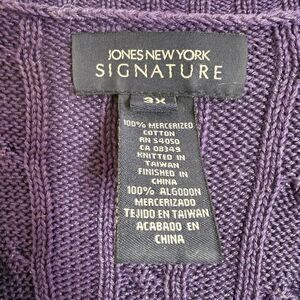 JONES NEW YORK
SIGNATURE
3X
100% MERCERIZED
COTTON
RN 54050
CA 08349
KNITTED IN
TAIWAN
FINISHED IN
CHINA
100% ALGODON
MERCERIZADO
TEJIDO EN TAIWAN
ACABADO EN
CHINA